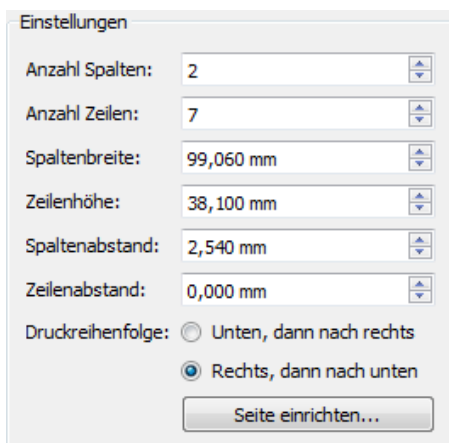 Einstellungen
Anzahl Spalten: 2
Anzahl Zeilen: 7
Spaltenbreite: 99,060 mm
Zeilenhöhe: 38,100 mm
Spaltenabstand: 2,540 mm
Zeilenabstand: 0,000 mm
Druckreihenfolge: Unten, dann nach rechts
Rechts, dann nach unten
Seite einrichten...